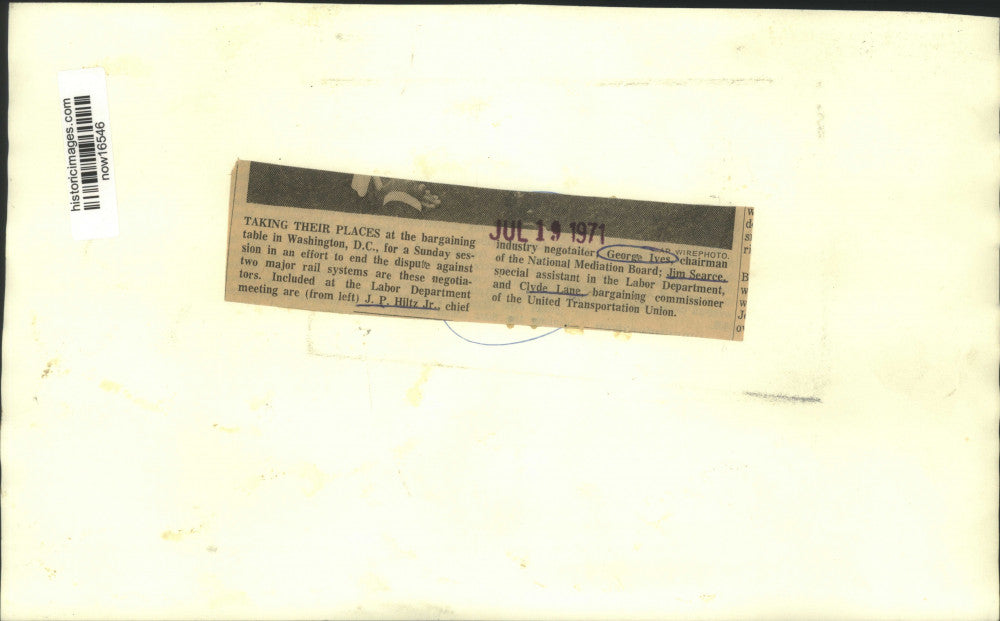 historicimages.com
now16546
AP WIREPHOTO.
JUL 19 1971
TAKING THEIR PLACES at the bargaining
table in Washington, D.C., for a Sunday ses-
sion in an effort to end the dispute against
two major rail systems are these negotia-
tors. Included at the Labor Department
meeting are (from left) J. P. Hiltz Jr., chief
industry negotaiter; George Ives, chairman
of the National Mediation Board; Jim Searce,
special assistant in the Labor Department,
and Clyde Lane, bargaining commissioner
of the United Transportation Union.